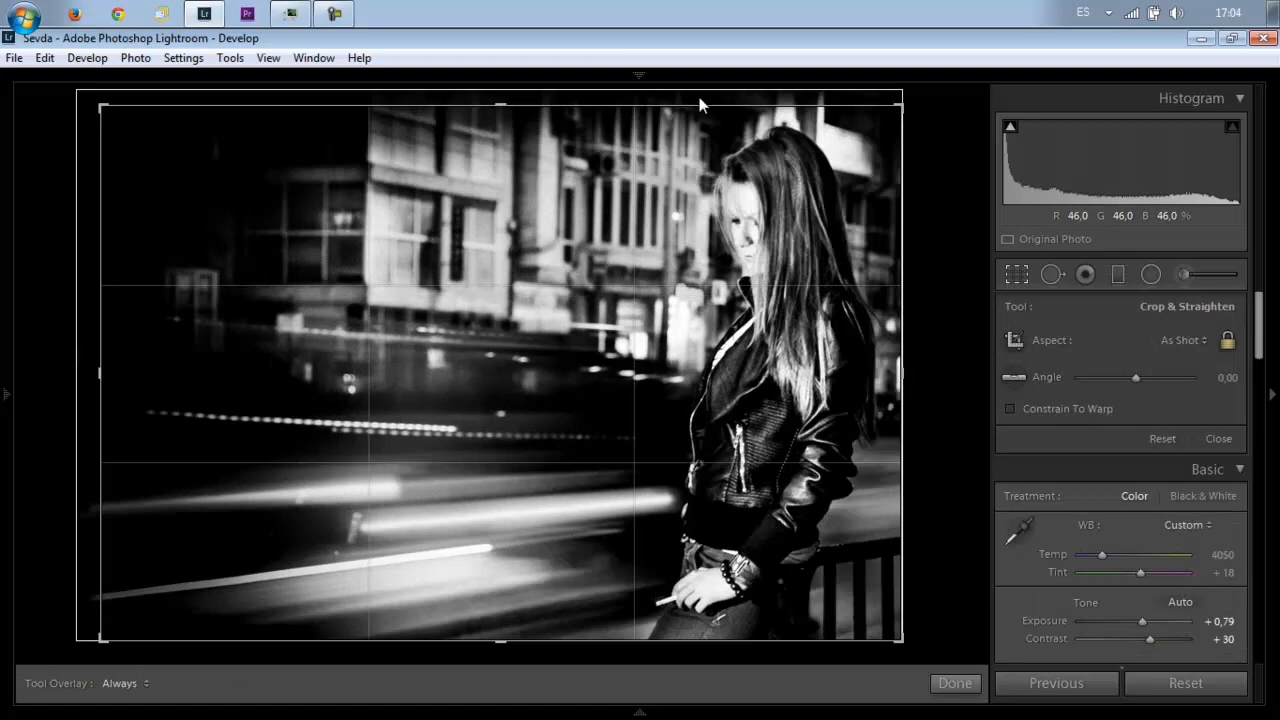 Lr Pr ES 17:04
Lr Sevda - Adobe Photoshop Lightroom - Develop
File Edit Develop Photo Settings Tools View Window Help
Histogram
R 46,0 G 46,0 B 46,0 %
Original Photo
Tool : Crop & Straighten
Aspect : As Shot
Angle 0,00
Constrain To Warp
Reset Close
Basic
Treatment : Color Black & White
WB : Custom
Temp 4050
Tint + 18
Tone Auto
Exposure + 0,79
Contrast + 30
Tool Overlay : Always Done Previous Reset